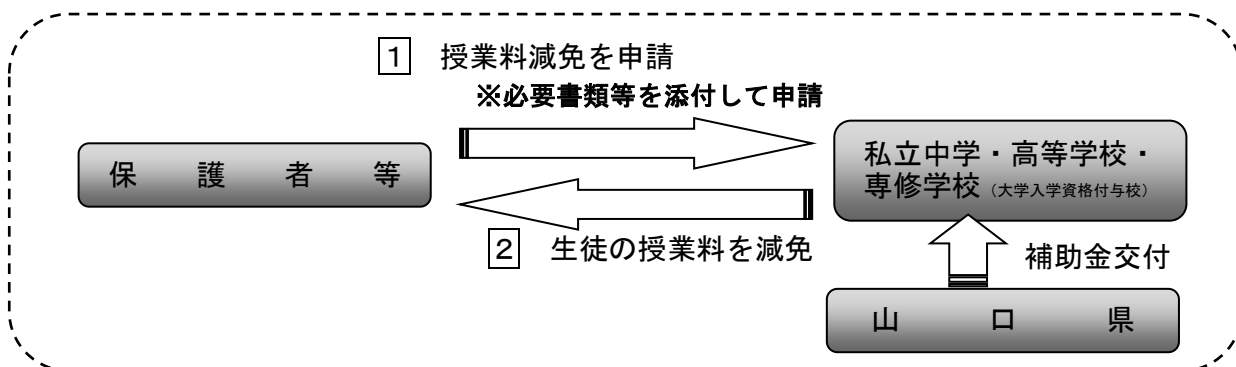 1 授業料減免を申請
※必要書類等を添付して申請
保 護 者 等
私立中学・高等学校・
専修学校(大学入学資格付与校)
2 生徒の授業料を減免
補助金交付
山 口 県